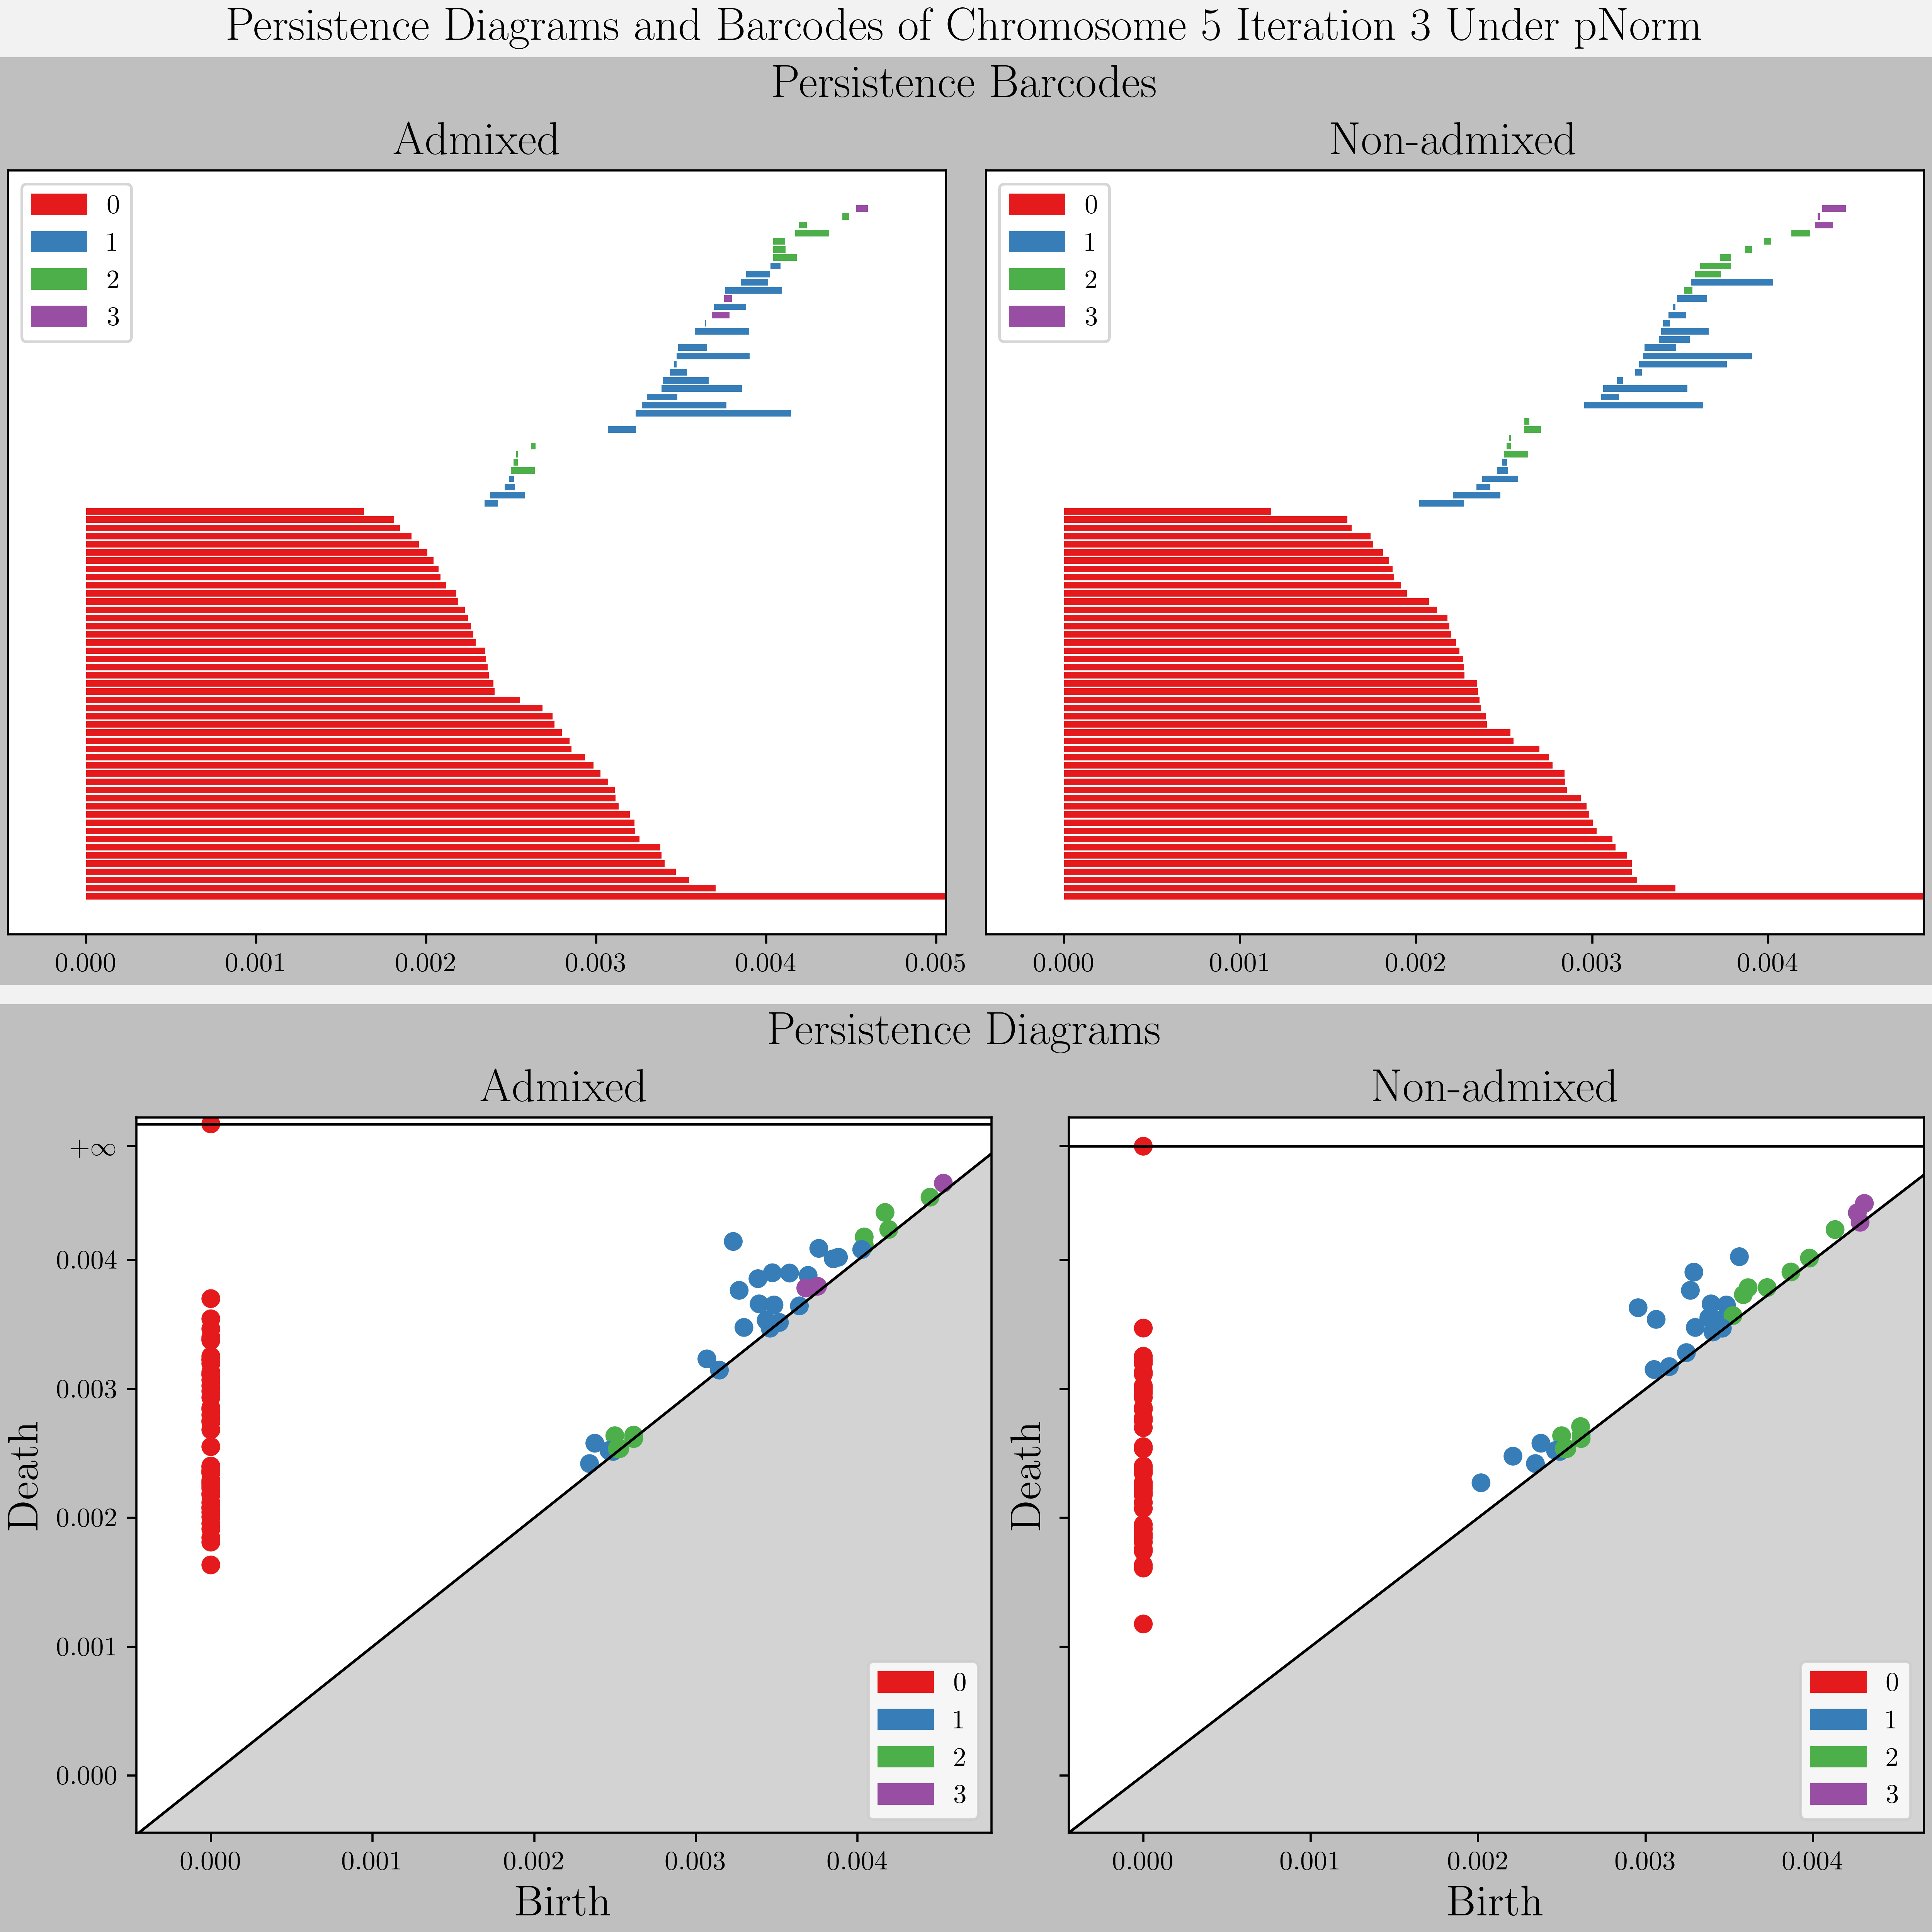 Persistence Diagrams and Barcodes of Chromosome 5 Iteration 3 Under pNorm
Persistence Barcodes
Admixed
Non-admixed
0
1
2
3
0
1
2
3
0.000 0.001 0.002 0.003 0.004 0.005
0.000 0.001 0.002 0.003 0.004
Persistence Diagrams
Admixed
Non-admixed
+∞
0.004
0.003
0.002
0.001
0.000
Death
Death
0
1
2
3
0
1
2
3
0.000 0.001 0.002 0.003 0.004
0.000 0.001 0.002 0.003 0.004
Birth
Birth